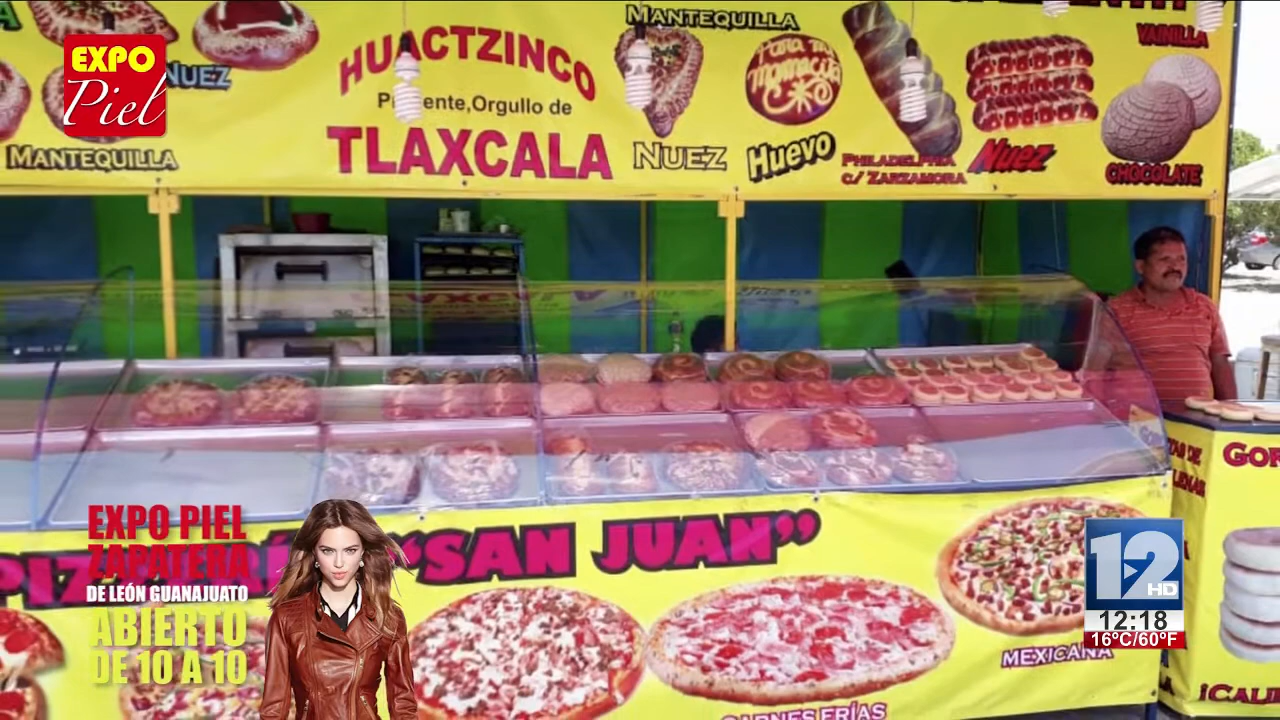 EXPO
Piel
NUEZ
MANTEQUILLA
HUACTZINCO
Orgullo de
TLAXCALA
MANTEQUILLA
NUEZ
Huevo
PHILADELPHIA
C/ ZARZAMORA
Nuez
VAINILLA
CHOCOLATE
"SAN JUAN"
MEXICANA
CARNES FRÍAS
EXPO PIEL
ZAPATERA
DE LEÓN GUANAJUATO
ABIERTO
DE 10 A 10
12
HD
12:18
16°C/60°F